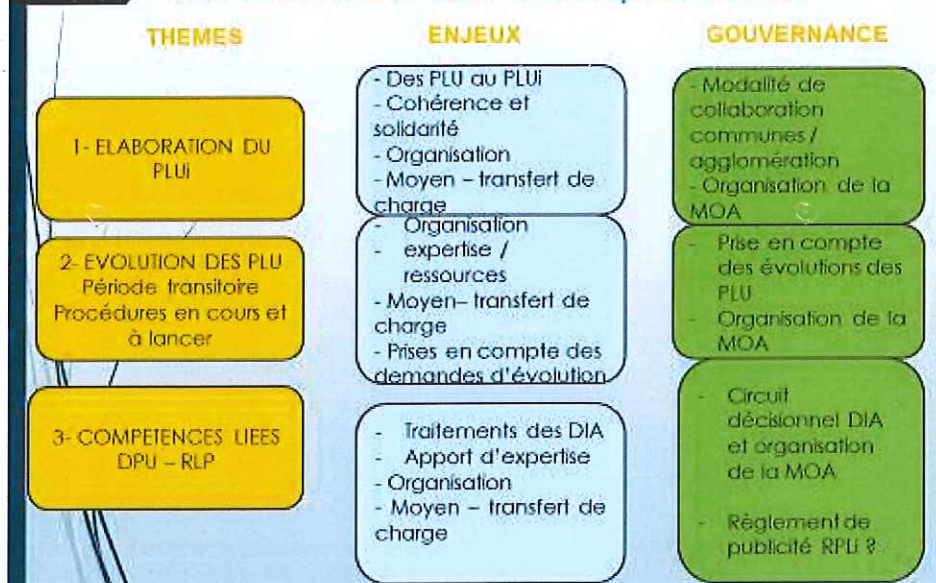 THEMES
ENJEUX
GOUVERNANCE
1- ELABORATION DU
PLUi
- Des PLU au PLUi
- Cohérence et
solidarité
- Organisation
- Moyen – transfert de
charge
- Modalité de
collaboration
communes /
agglomération
- Organisation de la
MOA
2- EVOLUTION DES PLU
Période transitoire
Procédures en cours et
à lancer
- Organisation
- expertise /
ressources
- Moyen– transfert de
charge
- Prises en compte des
demandes d'évolution
- Prise en compte
des évolutions des
PLU
- Organisation de la
MOA
3- COMPETENCES LIEES
DPU – RLP
- Traitements des DIA
- Apport d'expertise
- Organisation
- Moyen – transfert de
charge
- Circuit
décisionnel DIA
et organisation
de la MOA
- Règlement de
publicité RPLi ?